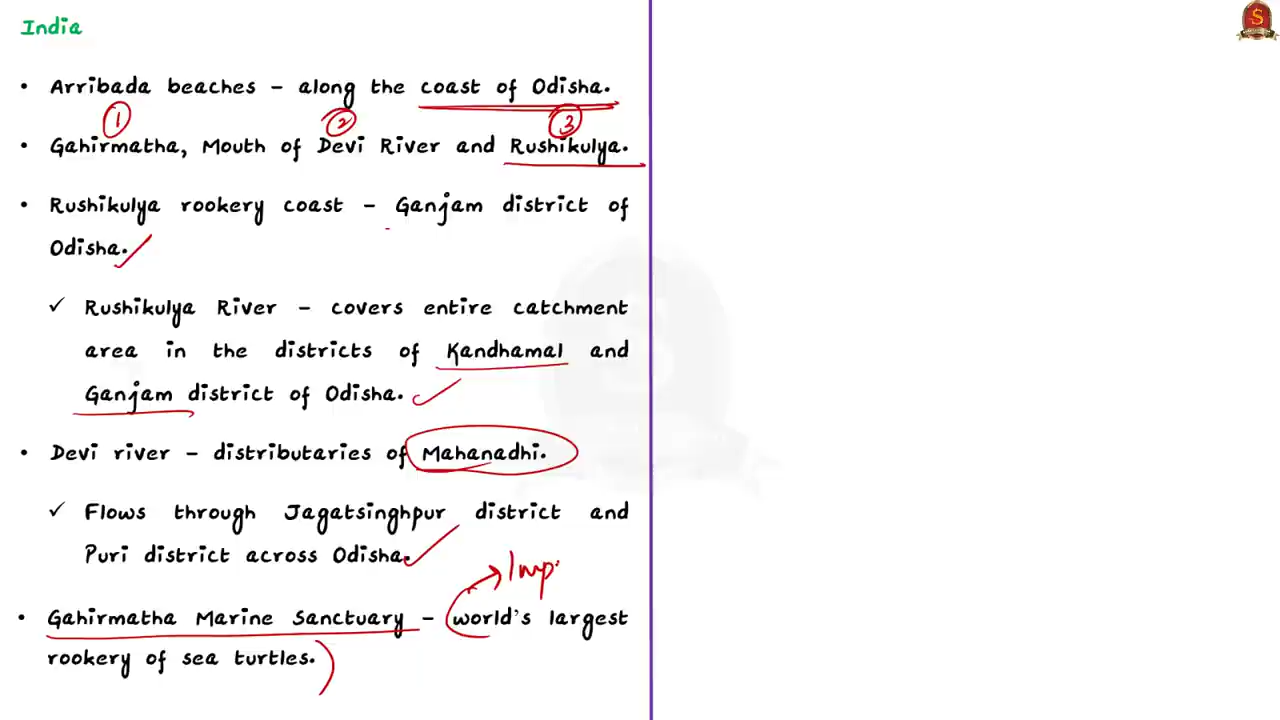 India
• Arribada beaches – along the coast of Odisha.
1 2 3
• Gahirmatha, Mouth of Devi River and Rushikulya.
• Rushikulya rookery coast – Ganjam district of
Odisha.
✓ Rushikulya River – covers entire catchment
area in the districts of Kandhamal and
Ganjam district of Odisha.
• Devi river – distributaries of Mahanadhi.
✓ Flows through Jagatsinghpur district and
Puri district across Odisha.
Imp.
• Gahirmatha Marine Sanctuary – world's largest
rookery of sea turtles.